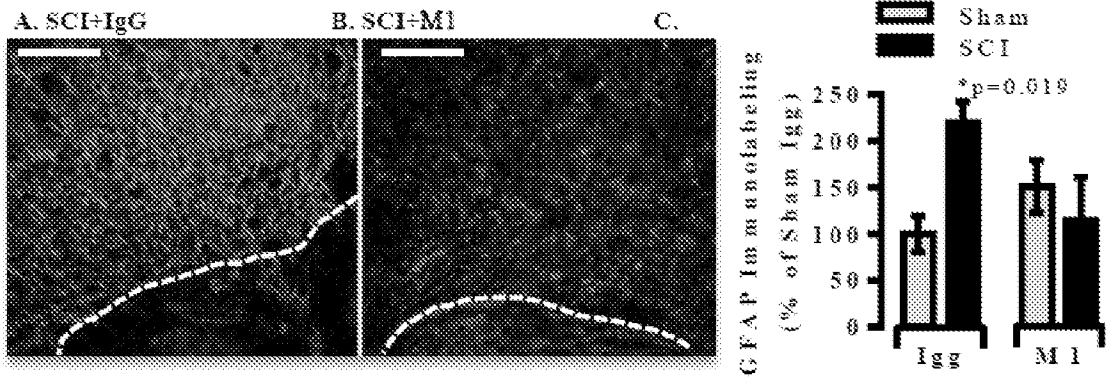 A. SCI+IgG
B. SCI+M1
C.
Sham
SCI
*p=0.019
GFAP Immunolabeling
(% of Sham Igg)
250
200
150
100
50
0
Igg
M1